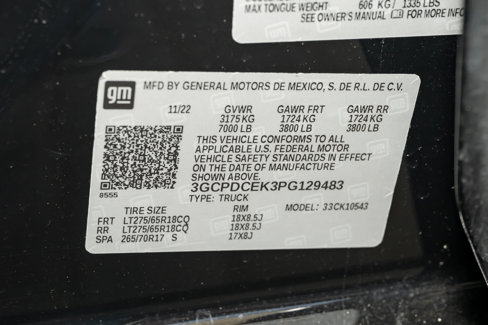 MAX TONGUE WEIGHT 606 KG / 1335 LBS
SEE OWNER'S MANUAL FOR MORE INFO
gm
MFD BY GENERAL MOTORS DE MEXICO, S. DE R.L. DE C.V.
11/22 GVWR GAWR FRT GAWR RR
3175 KG 1724 KG 1724 KG
7000 LB 3800 LB 3800 LB
THIS VEHICLE CONFORMS TO ALL
APPLICABLE U.S. FEDERAL MOTOR
VEHICLE SAFETY STANDARDS IN EFFECT
ON THE DATE OF MANUFACTURE
SHOWN ABOVE.
3GCPDCEK3PG129483
8555
TYPE: TRUCK
TIRE SIZE RIM MODEL: 33CK10543
FRT LT275/65R18CQ 18X8.5J
RR LT275/65R18CQ 18X8.5J
SPA 265/70R17 S 17X8J